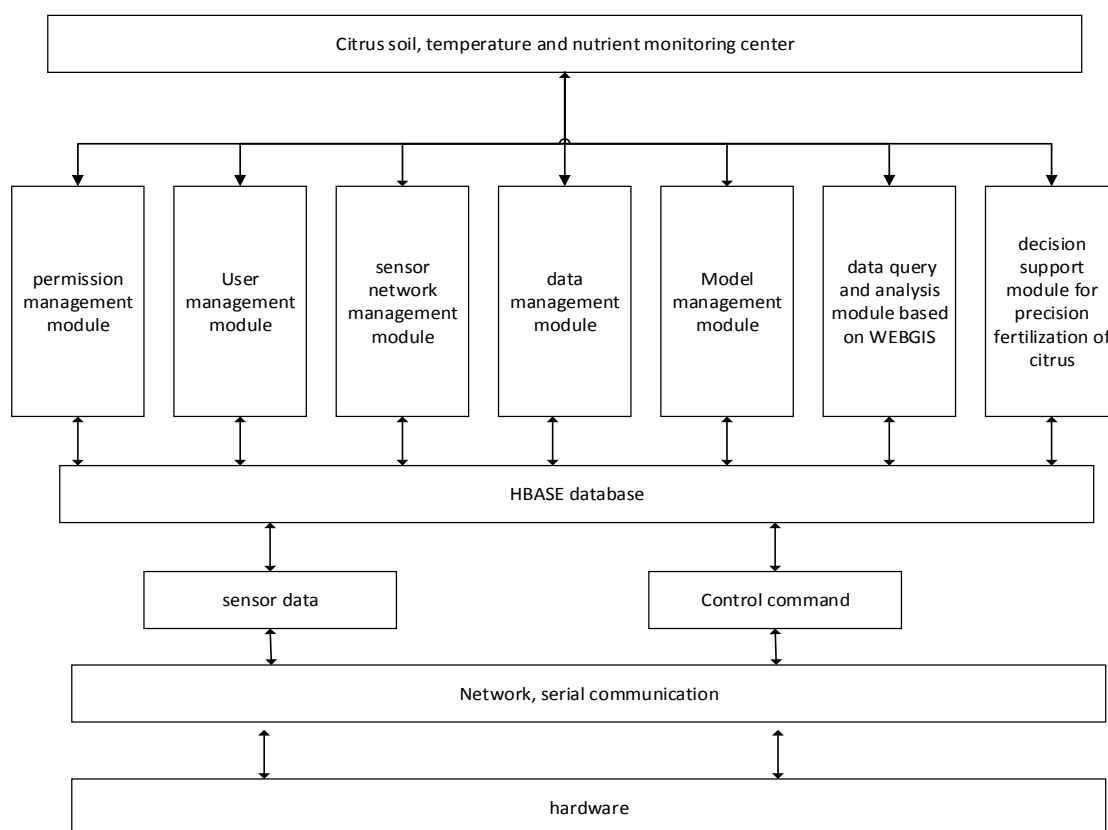 Citrus soil, temperature and nutrient monitoring center
permission
management
module
User
management
module
sensor
network
management
module
data
management
module
Model
management
module
data query
and analysis
module based
on WEBGIS
decision
support
module for
precision
fertilization of
citrus
HBASE database
sensor data
Control command
Network, serial communication
hardware